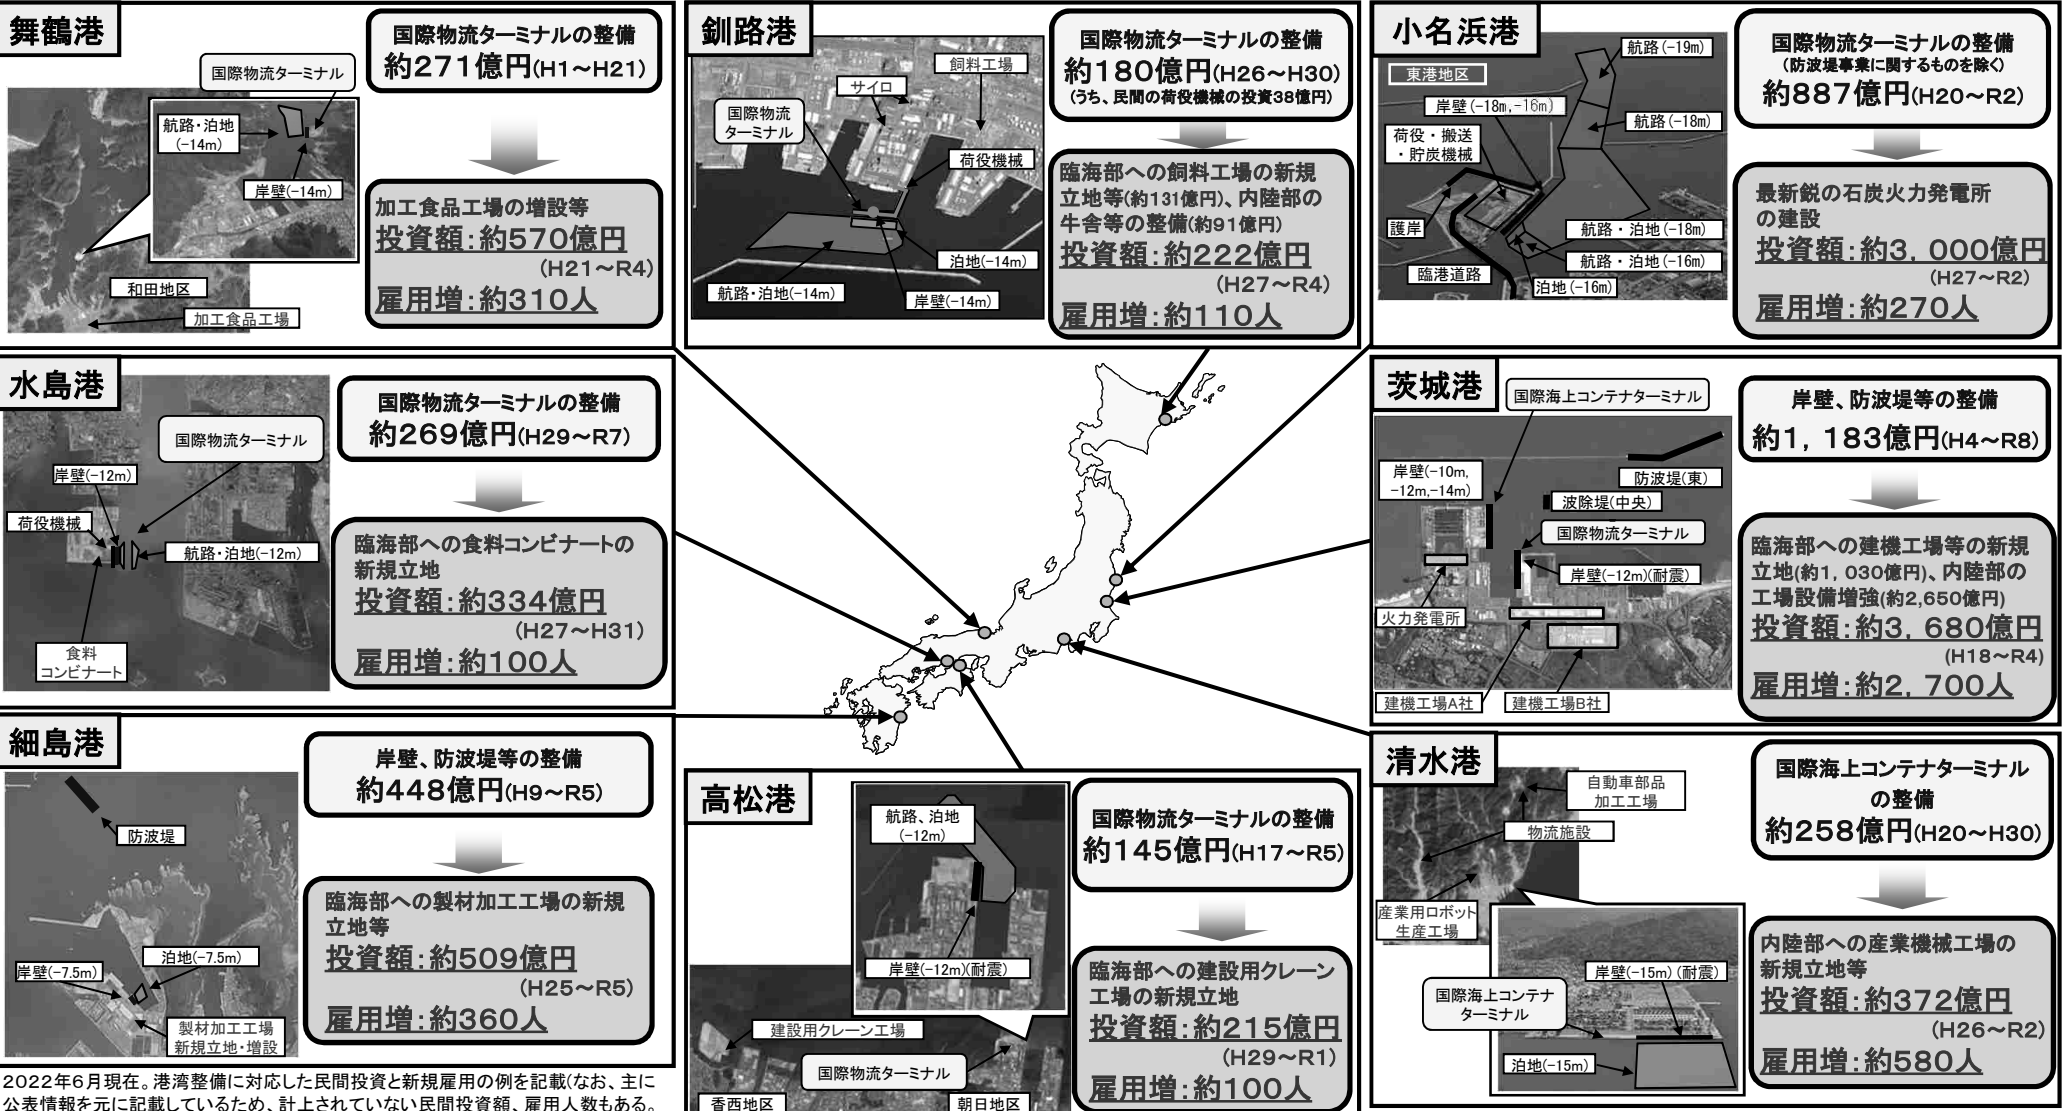 舞鶴港
国際物流ターミナルの整備
約271億円(H1～H21)
国際物流ターミナル
航路・泊地
(-14m)
岸壁(-14m)
和田地区
加工食品工場
加工食品工場の増設等
投資額:約570億円
(H21～R4)
雇用増:約310人
釧路港
国際物流ターミナルの整備
約180億円(H26～H30)
(うち、民間の荷役機械の投資38億円)
飼料工場
サイロ
国際物流
ターミナル
荷役機械
泊地(-14m)
航路・泊地(-14m)
岸壁(-14m)
臨海部への飼料工場の新規
立地等(約131億円)、内陸部の
牛舎等の整備(約91億円)
投資額:約222億円
(H27～R4)
雇用増:約110人
小名浜港
国際物流ターミナルの整備
(防波堤事業に関するものを除く)
約887億円(H20～R2)
航路(-19m)
東港地区
岸壁(-18m,-16m)
航路(-18m)
荷役・搬送
・貯炭機械
護岸
航路・泊地(-18m)
航路・泊地(-16m)
臨港道路
泊地(-16m)
最新鋭の石炭火力発電所
の建設
投資額:約3,000億円
(H27～R2)
雇用増:約270人
水島港
国際物流ターミナルの整備
約269億円(H29～R7)
国際物流ターミナル
岸壁(-12m)
荷役機械
航路・泊地(-12m)
食料
コンビナート
臨海部への食料コンビナートの
新規立地
投資額:約334億円
(H27～H31)
雇用増:約100人
茨城港
国際海上コンテナターミナル
岸壁、防波堤等の整備
約1,183億円(H4～R8)
岸壁(-10m,
-12m,-14m)
防波堤(東)
波除堤(中央)
国際物流ターミナル
岸壁(-12m)(耐震)
火力発電所
建機工場A社
建機工場B社
臨海部への建機工場等の新規
立地(約1,030億円)、内陸部の
工場設備増強(約2,650億円)
投資額:約3,680億円
(H18～R4)
雇用増:約2,700人
細島港
岸壁、防波堤等の整備
約448億円(H9～R5)
防波堤
岸壁(-7.5m)
泊地(-7.5m)
製材加工工場
新規立地・増設
臨海部への製材加工工場の新規
立地等
投資額:約509億円
(H25～R5)
雇用増:約360人
高松港
国際物流ターミナルの整備
約145億円(H17～R5)
航路、泊地
(-12m)
岸壁(-12m)(耐震)
建設用クレーン工場
国際物流ターミナル
香西地区
朝日地区
臨海部への建設用クレーン
工場の新規立地
投資額:約215億円
(H29～R1)
雇用増:約100人
清水港
国際海上コンテナターミナル
の整備
約258億円(H20～H30)
自動車部品
加工工場
物流施設
産業用ロボット
生産工場
岸壁(-15m)(耐震)
国際海上コンテナ
ターミナル
泊地(-15m)
内陸部への産業機械工場の
新規立地等
投資額:約372億円
(H26～R2)
雇用増:約580人
2022年6月現在。港湾整備に対応した民間投資と新規雇用の例を記載(なお、主に
公表情報を元に記載しているため、計上されていない民間投資額、雇用人数もある。